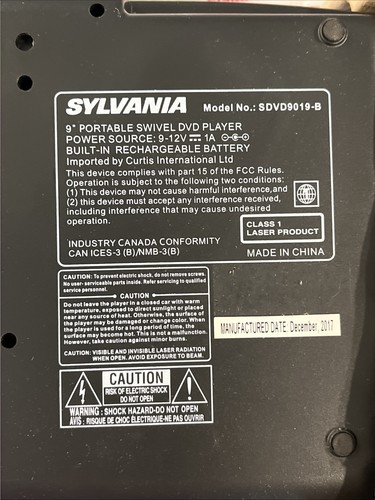 SYLVANIA Model No.: SDVD9019-B
9" PORTABLE SWIVEL DVD PLAYER
POWER SOURCE: 9-12V 1A
BUILT-IN RECHARGEABLE BATTERY
Imported by Curtis International Ltd
This device complies with part 15 of the FCC Rules.
Operation is subject to the following two conditions:
(1) This device may not cause harmful interference,and
(2) this device must accept any interference received,
including interference that may cause undesired
operation.
CLASS 1
LASER PRODUCT
INDUSTRY CANADA CONFORMITY
CAN ICES-3 (B)/NMB-3(B)
MADE IN CHINA
CAUTION: To prevent electric shock. do not remove screws.
No user- serviceable parts inside. Refer servicing to qualified
service personnel.
CAUTION
Do not leave the player in a closed car with warm
temperature, exposed to direct sunlight or placed
near any source of heat. Otherwise, the surface of
the player may be damaged or change color. When
the player is used for a long period of time, the
surface may become hot. This is not a malfunction.
However, take caution against minor burns.
CAUTION: VISIBLE AND INVISIBLE LASER RADIATION
WHEN OPEN. AVOID EXPOSURE TO BEAM.
MANUFACTURED DATE: December, 2017
CAUTION
RISK OF ELECTRIC SHOCK
DO NOT OPEN
WARNING : SHOCK HAZARD-DO NOT OPEN
AVIS : RISQUE DE CHOC ÉLECTRIQUE-NE PAS OUVRIR